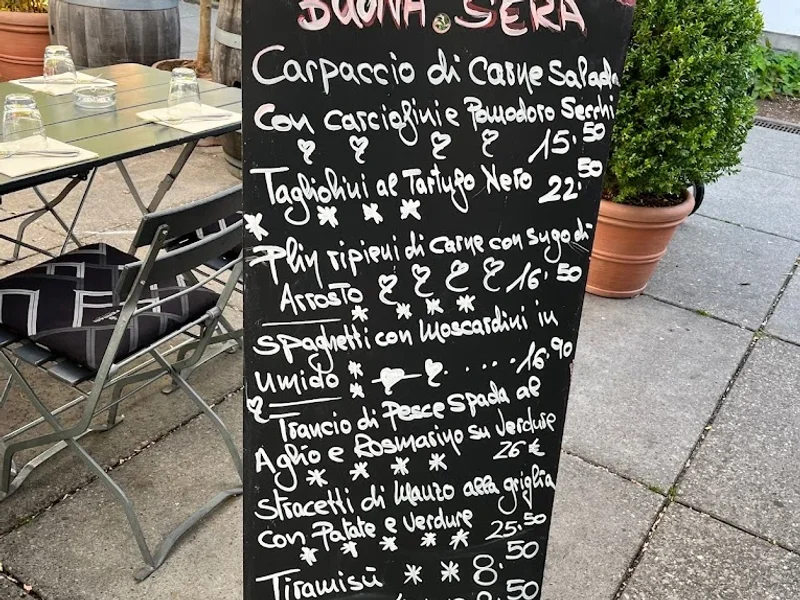 BUONA SERA
Carpaccio di Carne Salada
con carciofini e Pomodoro Secchi
15.50
Tagliolini al Tartufo Nero 22.50
Plin ripieni di carne con sugo di
Arrosto 16.50
Spaghetti con Moscardini in
umido ..... 16.90
Trancio di Pesce Spada al
Aglio e Rosmarino su verdure
26 €
Stracetti di Manzo alla griglia
con Patate e verdure 25.50
Tiramisù 8.50
8.50